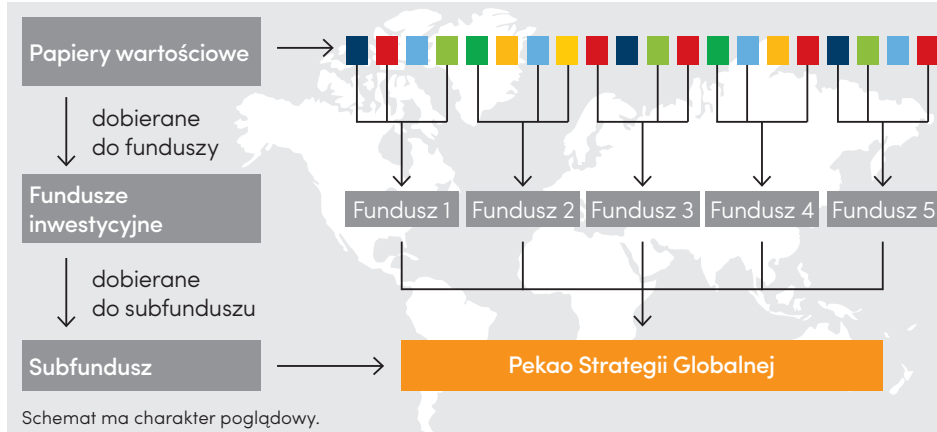 Papiery wartościowe
dobierane
do funduszy
Fundusze
inwestycyjne
Fundusz 1
Fundusz 2
Fundusz 3
Fundusz 4
Fundusz 5
dobierane
do subfunduszu
Subfundusz
Pekao Strategii Globalnej
Schemat ma charakter poglądowy.